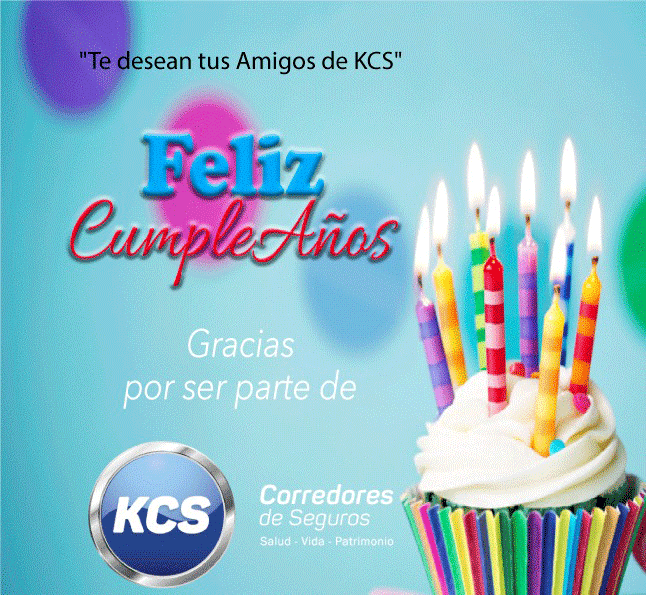 "Te desean tus Amigos de KCS"
Feliz
CumpleAños
Gracias
por ser parte de
KCS
Corredores
de Seguros
Salud - Vida - Patrimonio